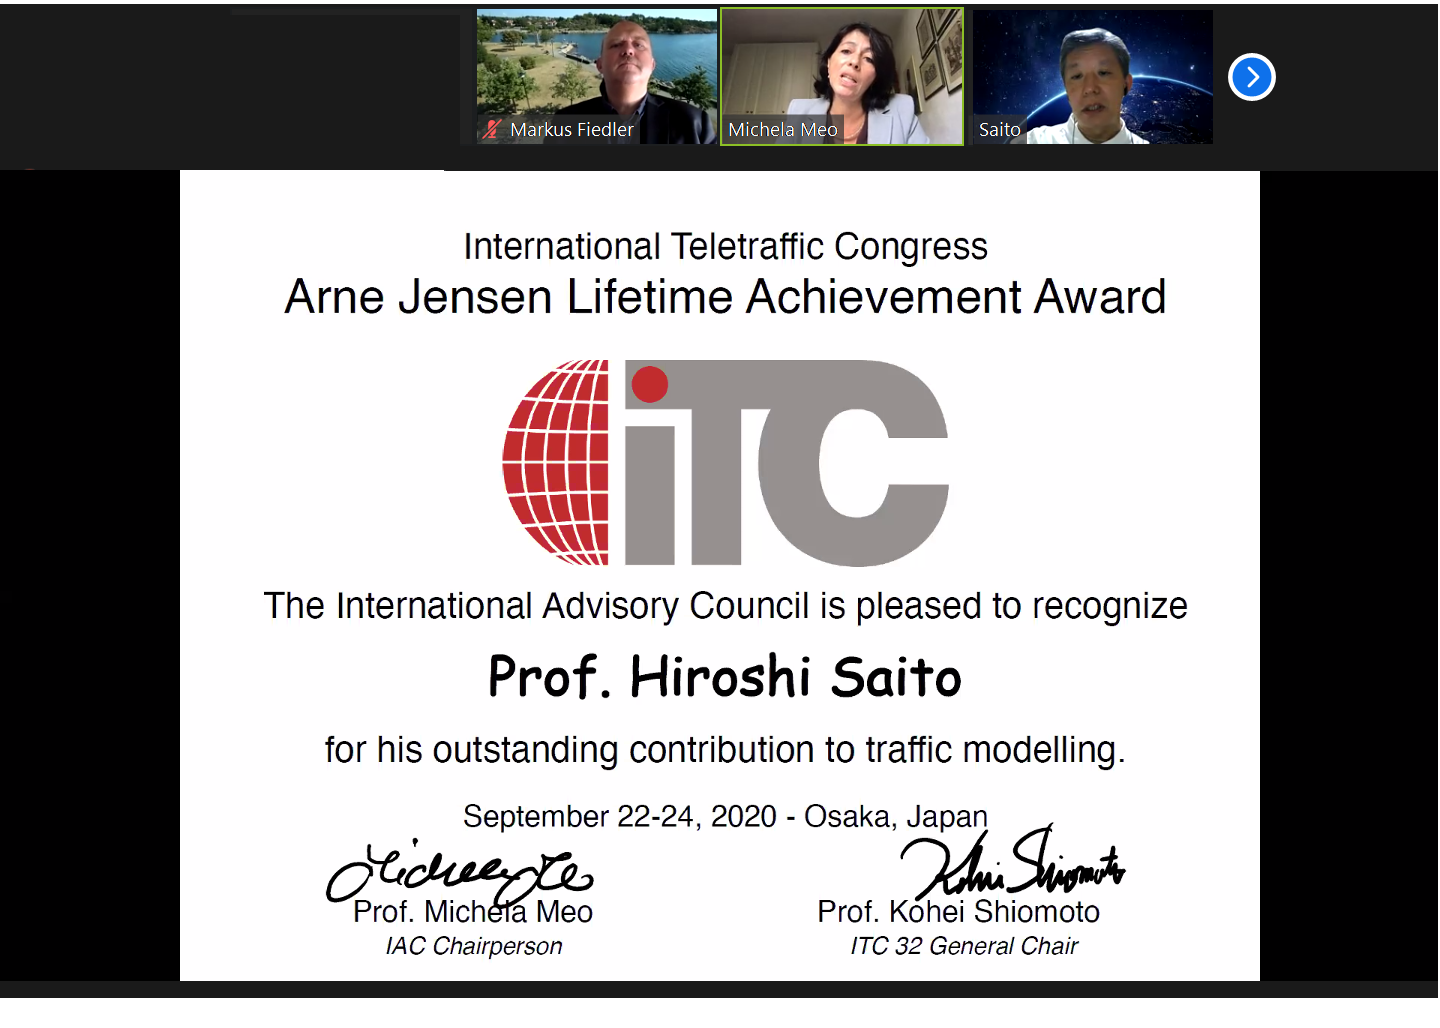 Markus Fiedler
Michela Meo
Saito
International Teletraffic Congress
Arne Jensen Lifetime Achievement Award
iTC
The International Advisory Council is pleased to recognize
Prof. Hiroshi Saito
for his outstanding contribution to traffic modelling.
September 22-24, 2020 - Osaka, Japan
Kohei Shiomoto
Prof. Michela Meo
Prof. Kohei Shiomoto
IAC Chairperson
ITC 32 General Chair